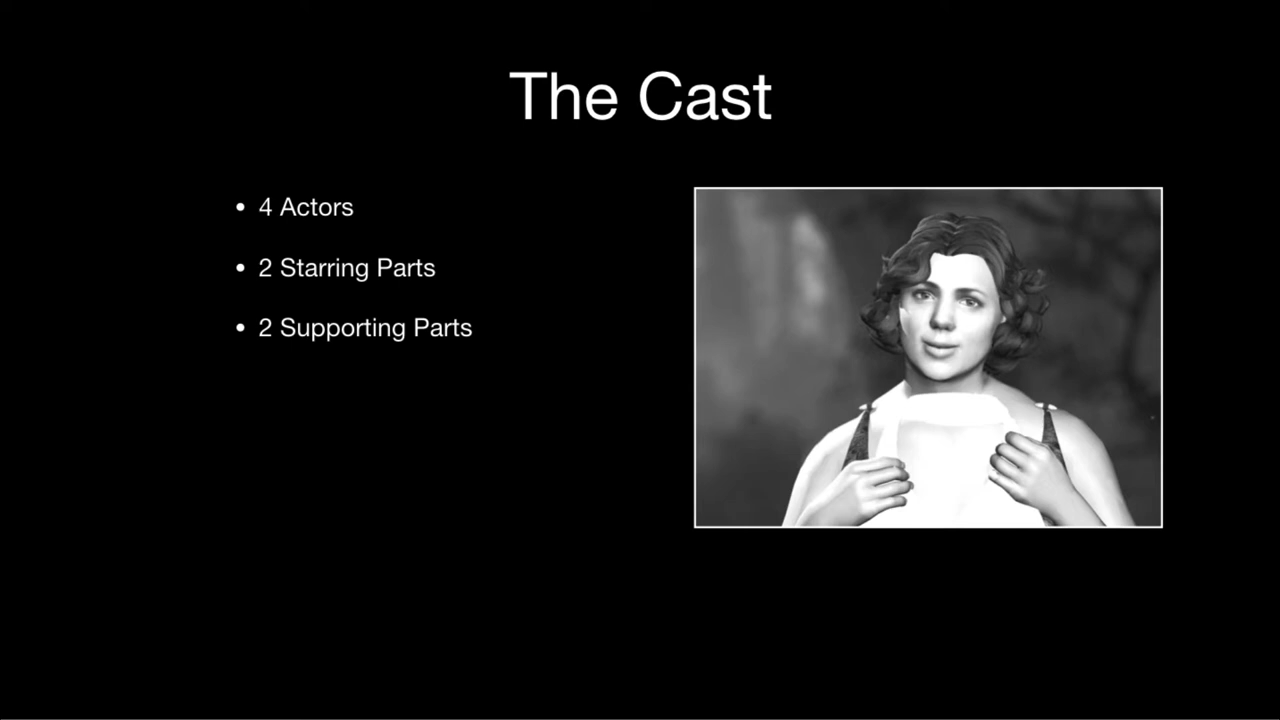 The Cast
• 4 Actors
• 2 Starring Parts
• 2 Supporting Parts